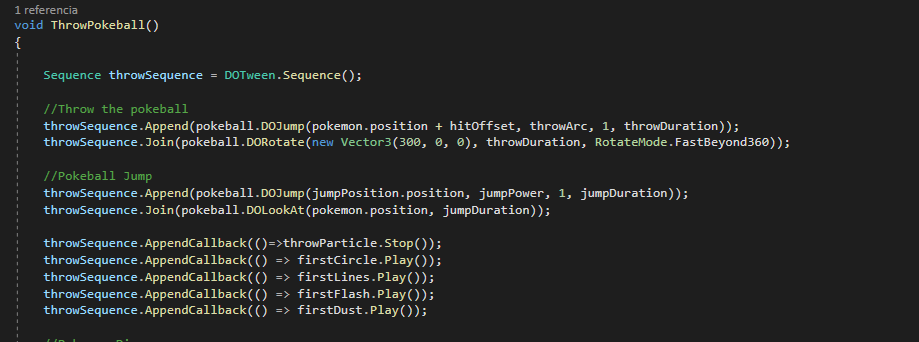 1 referencia
void ThrowPokeball()
{
Sequence throwSequence = DOTween.Sequence();
//Throw the pokeball
throwSequence.Append(pokeball.DOJump(pokemon.position + hitOffset, throwArc, 1, throwDuration));
throwSequence.Join(pokeball.DORotate(new Vector3(300, 0, 0), throwDuration, RotateMode.FastBeyond360));
//Pokeball Jump
throwSequence.Append(pokeball.DOJump(jumpPosition.position, jumpPower, 1, jumpDuration));
throwSequence.Join(pokeball.DOLookAt(pokemon.position, jumpDuration));
throwSequence.AppendCallback(()=>throwParticle.Stop());
throwSequence.AppendCallback(() => firstCircle.Play());
throwSequence.AppendCallback(() => firstLines.Play());
throwSequence.AppendCallback(() => firstFlash.Play());
throwSequence.AppendCallback(() => firstDust.Play());